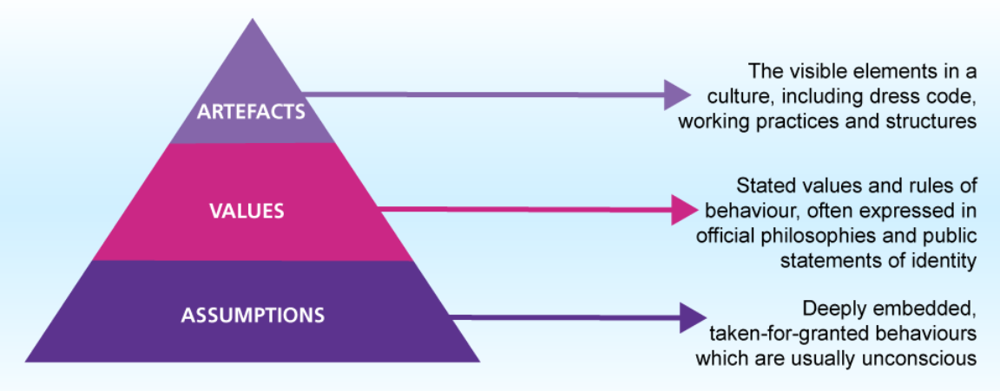 ARTEFACTS
The visible elements in a
culture, including dress code,
working practices and structures
VALUES
Stated values and rules of
behaviour, often expressed in
official philosophies and public
statements of identity
ASSUMPTIONS
Deeply embedded,
taken-for-granted behaviours
which are usually unconscious